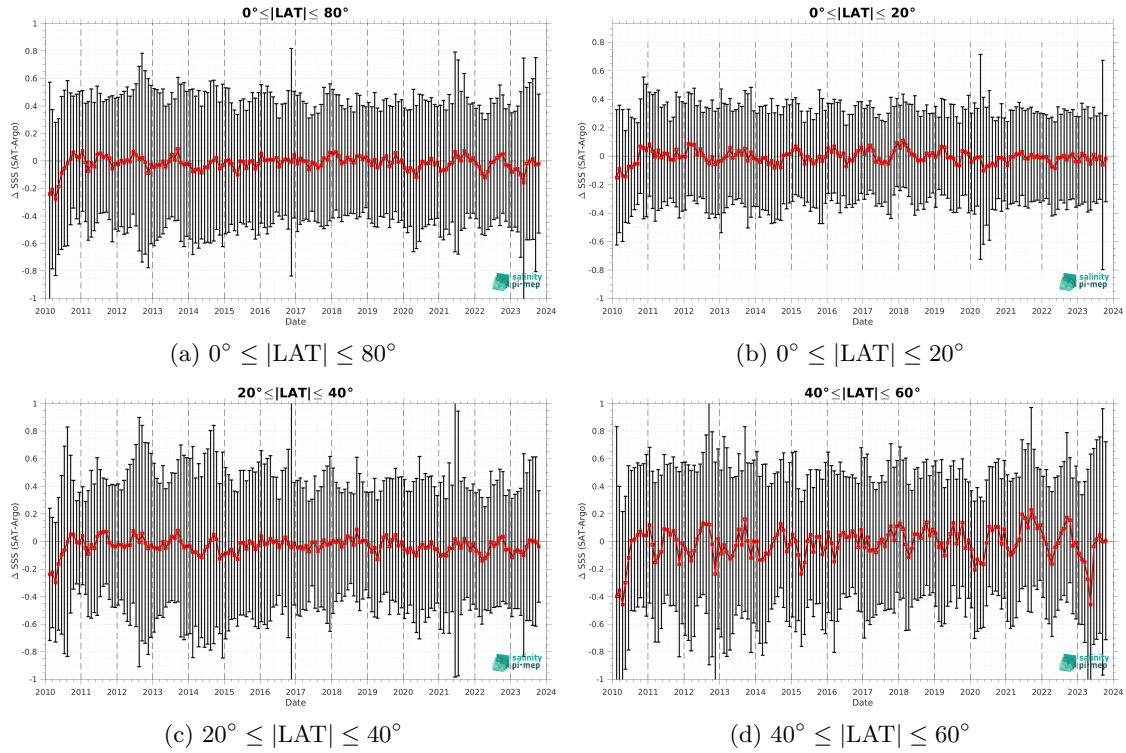 0°≤|LAT|≤ 80°
1
0.8
0.6
0.4
0.2
0
-0.2
-0.4
-0.6
-0.8
-1
Δ SSS (SAT-Argo)
salinity
pi-mep
2010 2011 2012 2013 2014 2015 2016 2017 2018 2019 2020 2021 2022 2023 2024
Date
(a) 0° ≤ |LAT| ≤ 80°
0°≤|LAT|≤ 20°
1
0.8
0.6
0.4
0.2
0
-0.2
-0.4
-0.6
-0.8
-1
Δ SSS (SAT-Argo)
salinity
pi-mep
2010 2011 2012 2013 2014 2015 2016 2017 2018 2019 2020 2021 2022 2023 2024
Date
(b) 0° ≤ |LAT| ≤ 20°
20°≤|LAT|≤ 40°
1
0.8
0.6
0.4
0.2
0
-0.2
-0.4
-0.6
-0.8
-1
Δ SSS (SAT-Argo)
salinity
pi-mep
2010 2011 2012 2013 2014 2015 2016 2017 2018 2019 2020 2021 2022 2023 2024
Date
(c) 20° ≤ |LAT| ≤ 40°
40°≤|LAT|≤ 60°
1
0.8
0.6
0.4
0.2
0
-0.2
-0.4
-0.6
-0.8
-1
Δ SSS (SAT-Argo)
salinity
pi-mep
2010 2011 2012 2013 2014 2015 2016 2017 2018 2019 2020 2021 2022 2023 2024
Date
(d) 40° ≤ |LAT| ≤ 60°